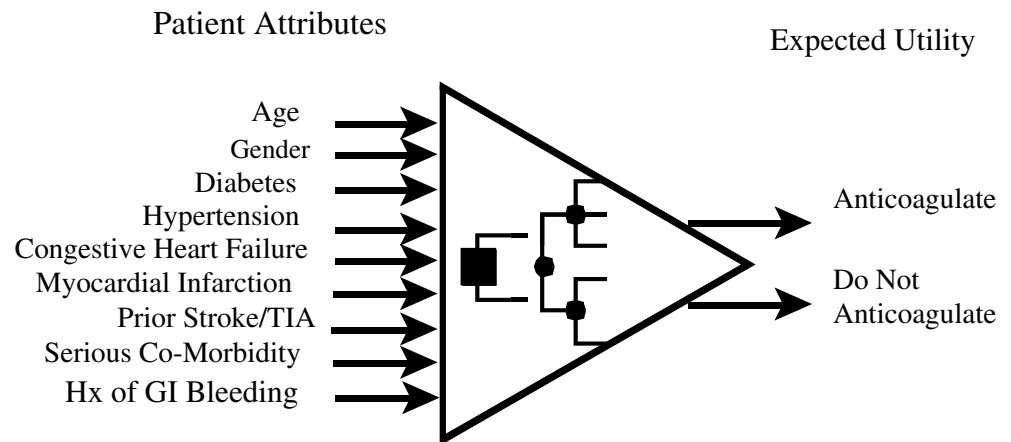 Patient Attributes
Expected Utility
Age
Gender
Diabetes
Hypertension
Congestive Heart Failure
Myocardial Infarction
Prior Stroke/TIA
Serious Co-Morbidity
Hx of GI Bleeding
Anticoagulate
Do Not
Anticoagulate